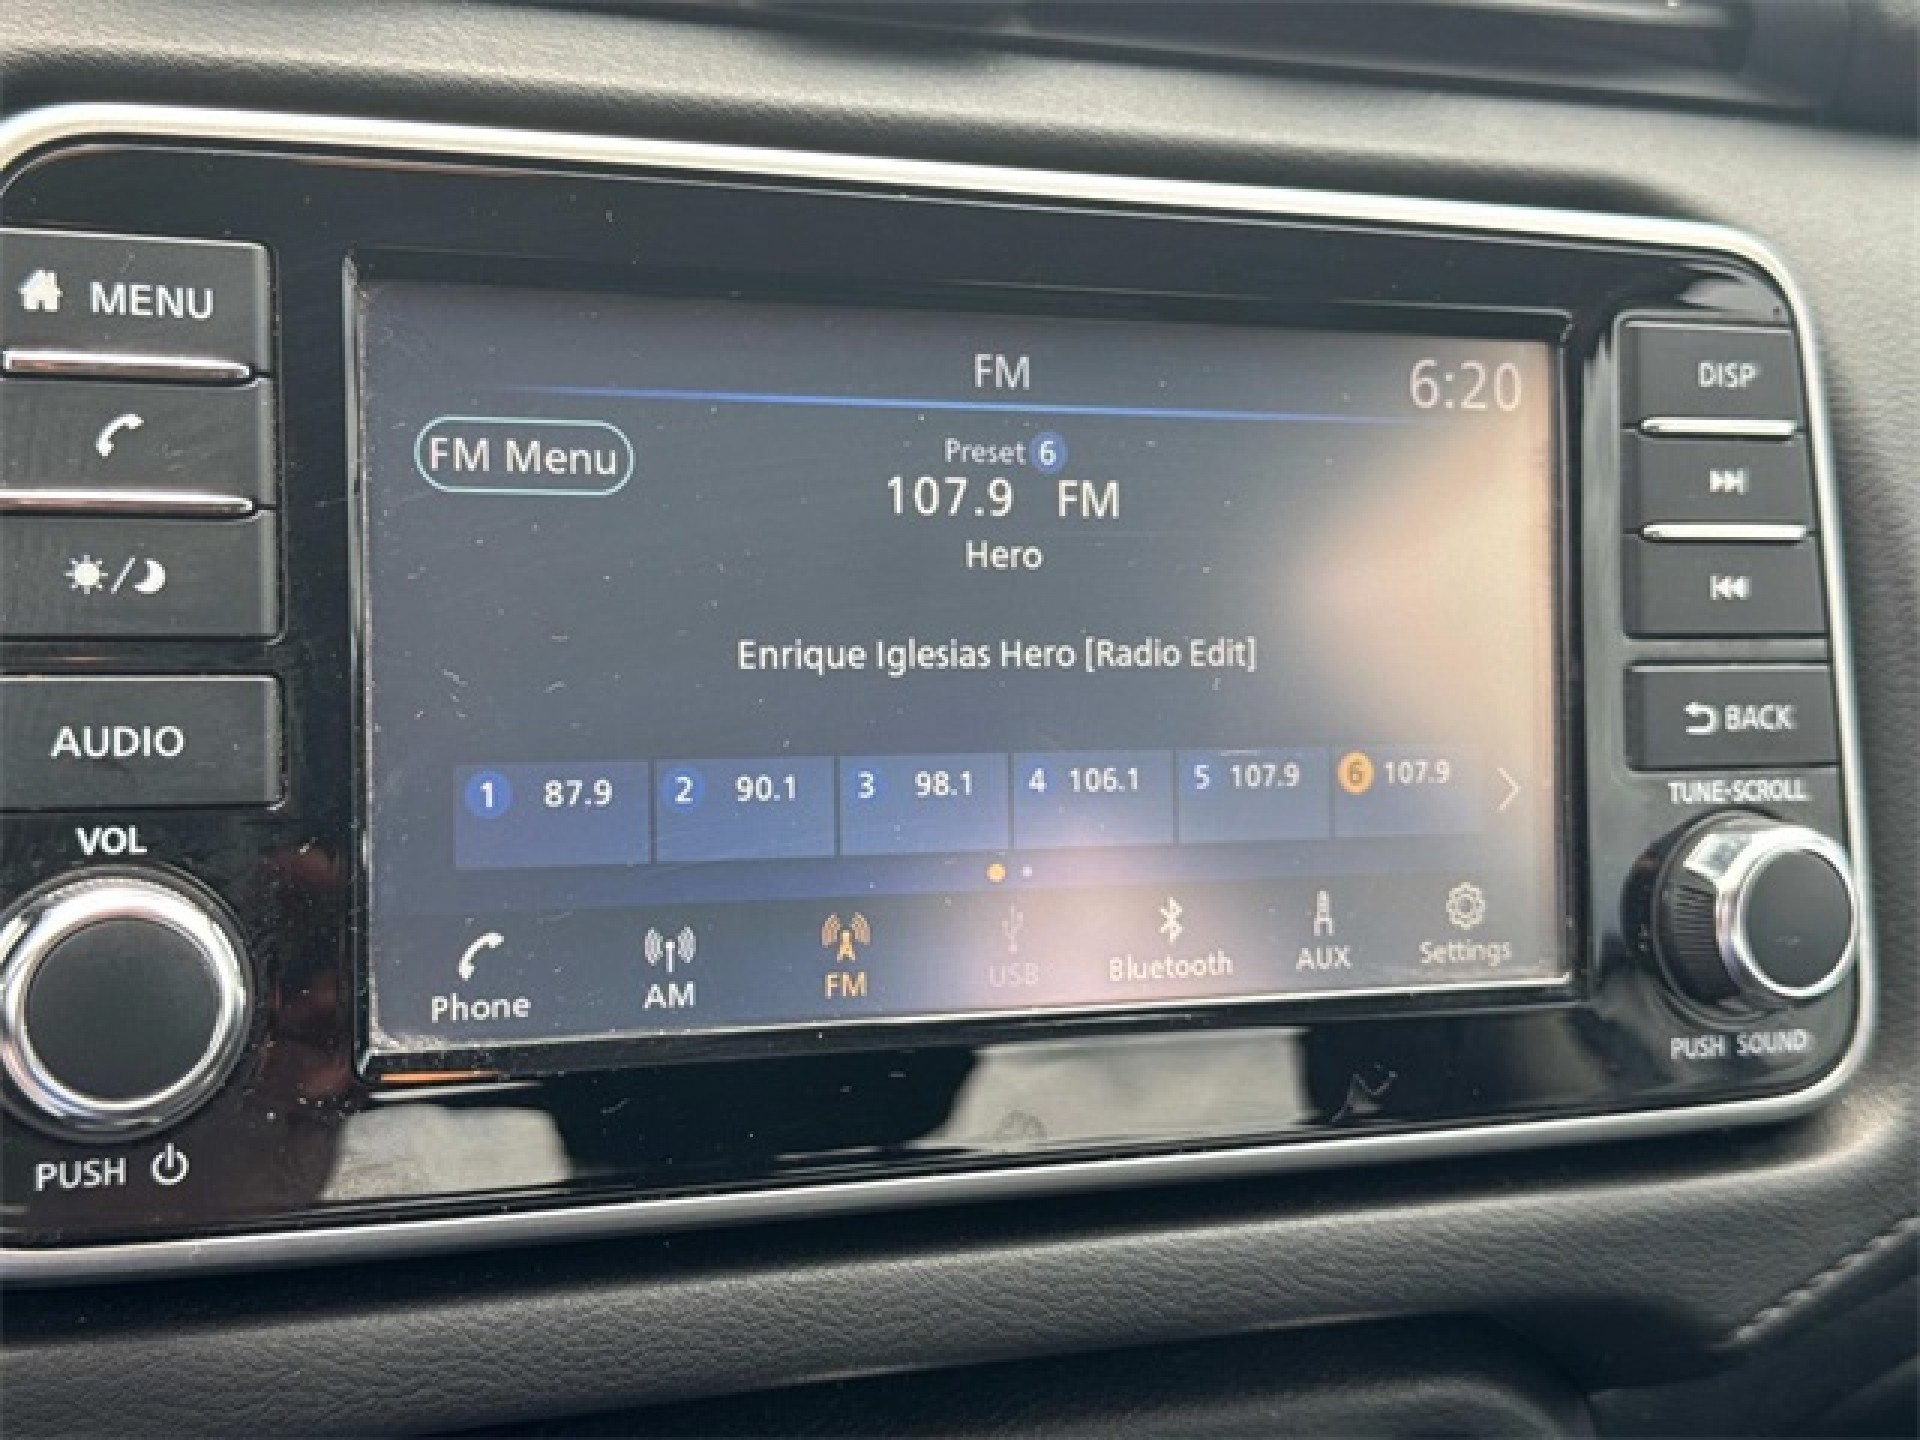 MENU
AUDIO
VOL
PUSH
FM
6:20
FM Menu
Preset 6
107.9 FM
Hero
Enrique Iglesias Hero [Radio Edit]
1 87.9 2 90.1 3 98.1 4 106.1 5 107.9 6 107.9
Phone AM FM USB Bluetooth AUX Settings
DISP
BACK
TUNE·SCROLL
PUSH SOUND